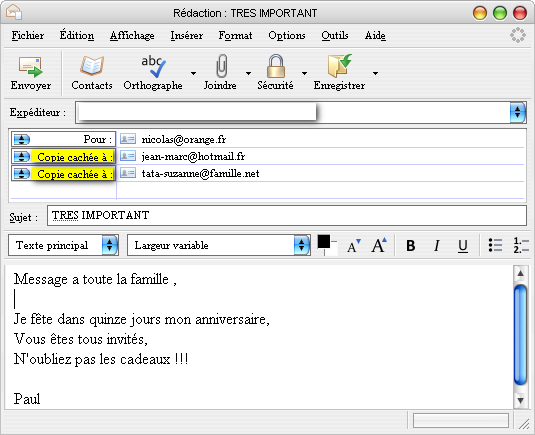 Rédaction : TRES IMPORTANT
Fichier Édition Affichage Insérer Format Options Outils Aide
Envoyer Contacts abc Orthographe Joindre Sécurité Enregistrer
Expéditeur :
Pour : nicolas@orange.fr
Copie cachée à : jean-marc@hotmail.fr
Copie cachée à : tata-suzanne@famille.net
Sujet : TRES IMPORTANT
Texte principal Largeur variable A A B I U 1. 2.
Message a toute la famille ,
Je fête dans quinze jours mon anniversaire,
Vous êtes tous invités,
N'oubliez pas les cadeaux !!!
Paul